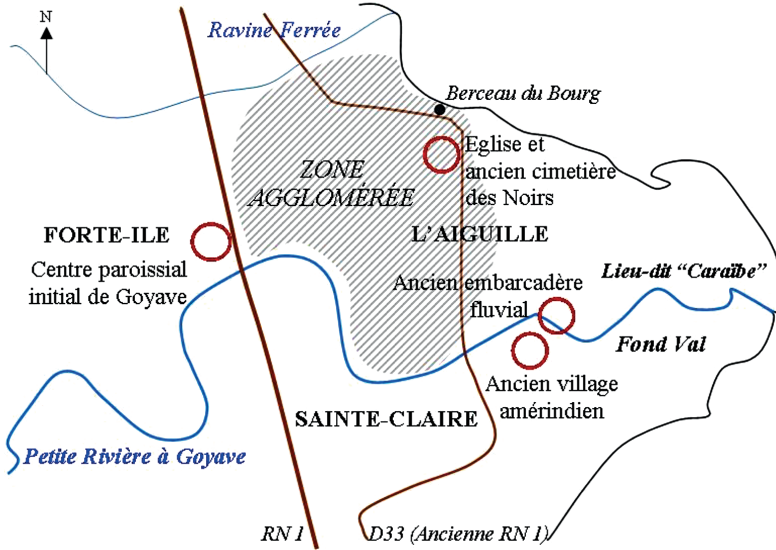 N
Ravine Ferrée
Berceau du Bourg
Eglise et
ancien cimetière
des Noirs
ZONE
AGGLOMÉRÉE
FORTE-ILE
Centre paroissial
initial de Goyave
L'AIGUILLE
Ancien embarcadère
fluvial
Lieu-dit "Caraïbe"
Fond Val
Ancien village
amérindien
SAINTE-CLAIRE
Petite Rivière à Goyave
RN 1
D33 (Ancienne RN 1)